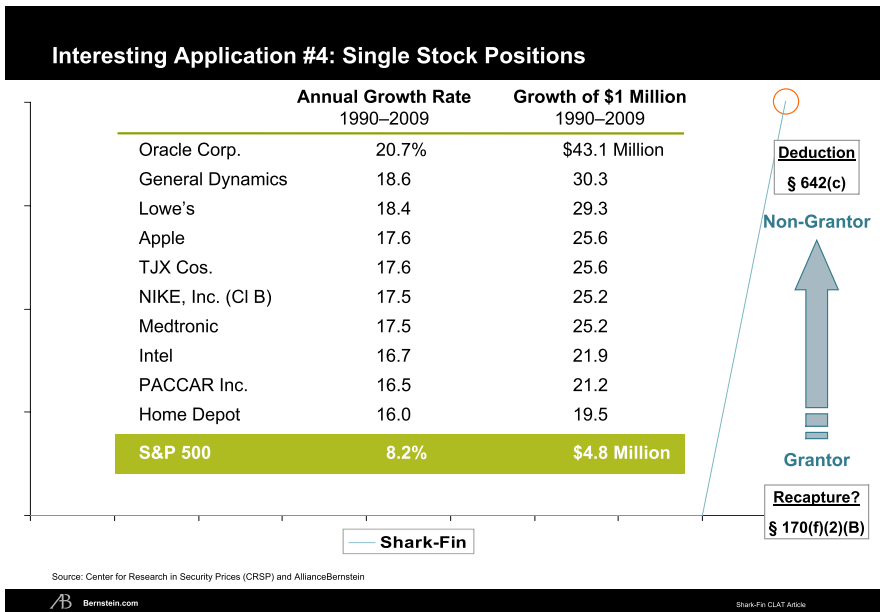 Interesting Application #4: Single Stock Positions
Annual Growth Rate Growth of $1 Million
1990–2009 1990–2009
Oracle Corp. 20.7% $43.1 Million
General Dynamics 18.6 30.3
Lowe’s 18.4 29.3
Apple 17.6 25.6
TJX Cos. 17.6 25.6
NIKE, Inc. (Cl B) 17.5 25.2
Medtronic 17.5 25.2
Intel 16.7 21.9
PACCAR Inc. 16.5 21.2
Home Depot 16.0 19.5
S&P 500 8.2% $4.8 Million
Deduction
§ 642(c)
Non-Grantor
Grantor
Recapture?
§ 170(f)(2)(B)
Shark-Fin
Source: Center for Research in Security Prices (CRSP) and AllianceBernstein
AB Bernstein.com Shark-Fin CLAT Article